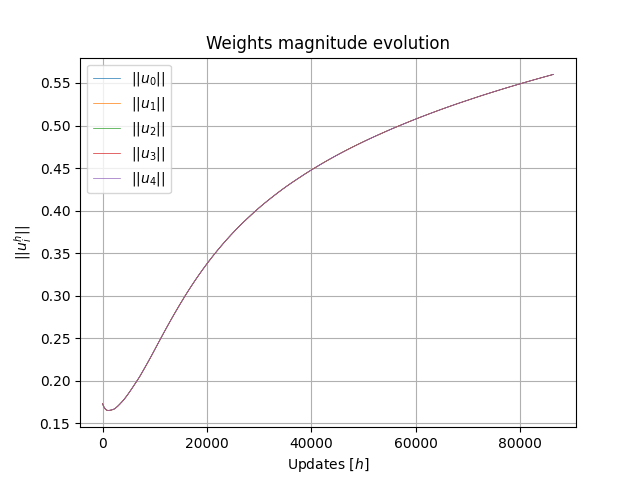 Weights magnitude evolution
||u₀||
||u₁||
||u₂||
||u₃||
||u₄||
||uᵢʰ||
0.55
0.50
0.45
0.40
0.35
0.30
0.25
0.20
0.15
0 20000 40000 60000 80000
Updates [h]